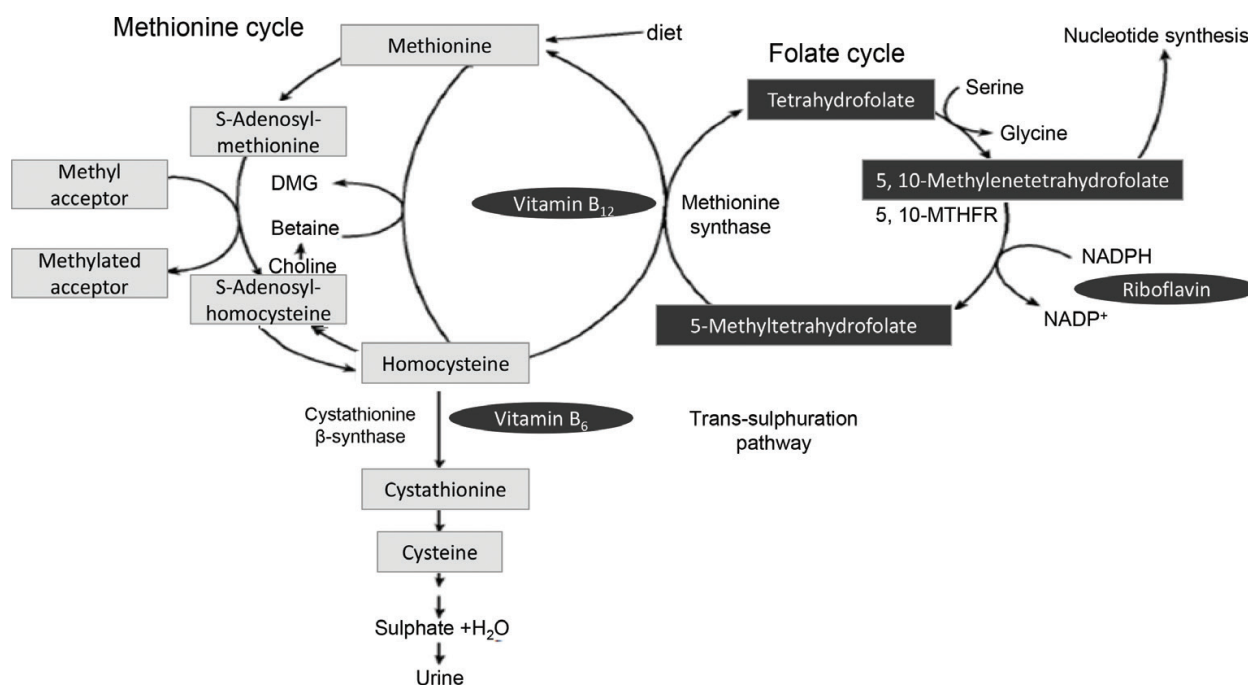 Methionine cycle
Methionine
diet
Folate cycle
Nucleotide synthesis
Tetrahydrofolate
Serine
Glycine
S-Adenosyl-
methionine
Methyl
acceptor
DMG
Vitamin B₁₂
Methionine
synthase
5, 10-Methylenetetrahydrofolate
5, 10-MTHFR
Betaine
Choline
Methylated
acceptor
S-Adenosyl-
homocysteine
NADPH
Riboflavin
NADP⁺
5-Methyltetrahydrofolate
Homocysteine
Cystathionine
β-synthase
Vitamin B₆
Trans-sulphuration
pathway
Cystathionine
Cysteine
Sulphate +H₂O
Urine